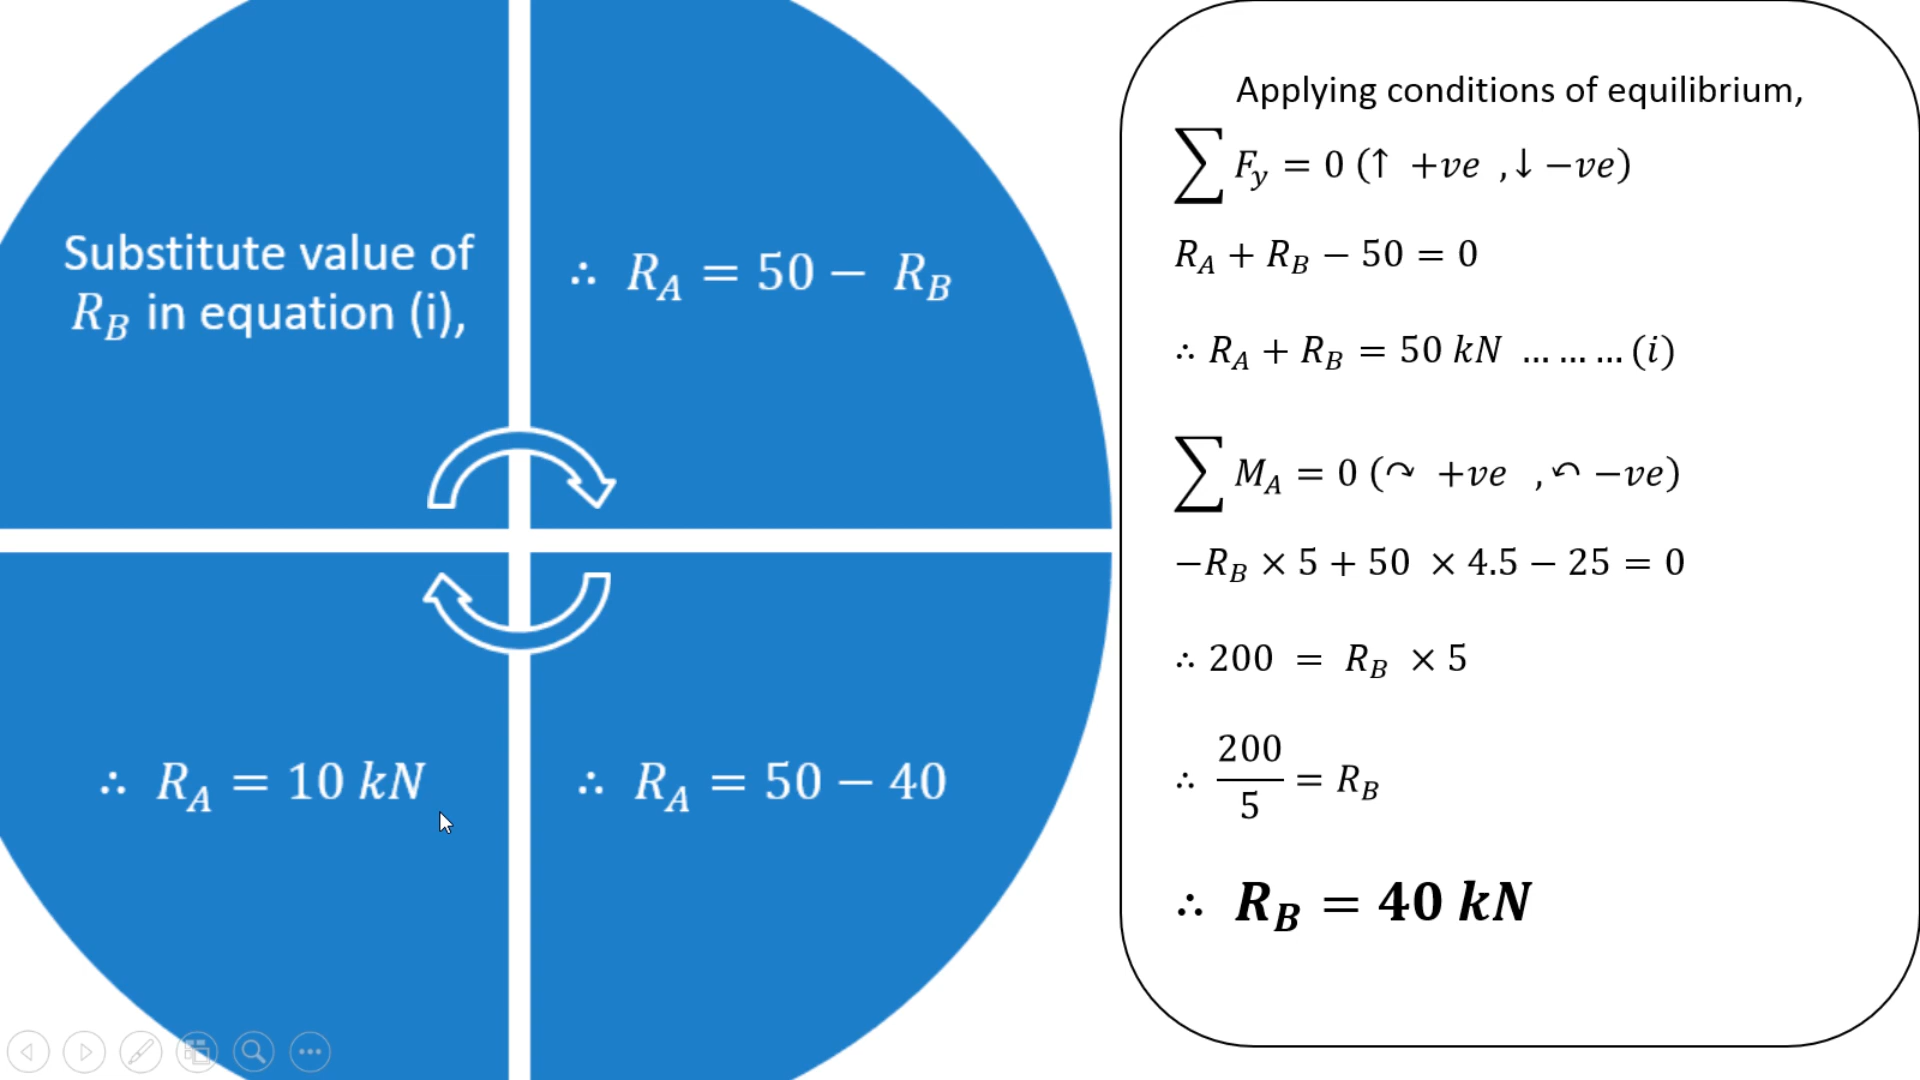 Substitute value of
R_B in equation (i),
∴ R_A = 50 − R_B
∴ R_A = 50 − 40
∴ R_A = 10 kN
Applying conditions of equilibrium,
∑ F_y = 0 (↑ +ve , ↓ −ve)
R_A + R_B − 50 = 0
∴ R_A + R_B = 50 kN … … … (i)
∑ M_A = 0 (↷ +ve , ↶ −ve)
−R_B × 5 + 50 × 4.5 − 25 = 0
∴ 200 = R_B × 5
∴ 200/5 = R_B
∴ R_B = 40 kN